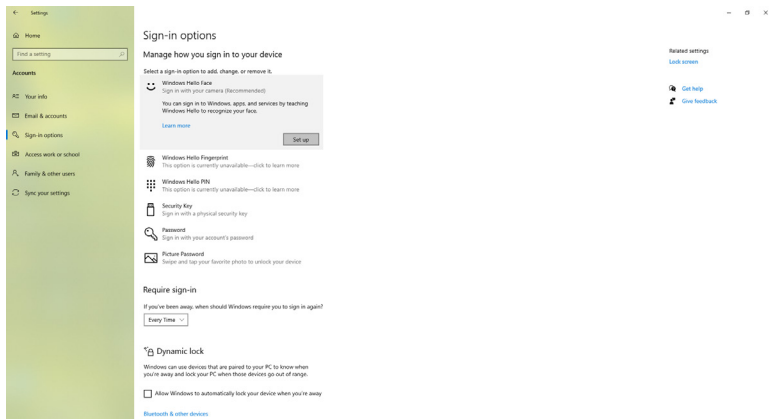 Settings
Home
Find a setting
Accounts
Your info
Email & accounts
Sign-in options
Access work or school
Family & other users
Sync your settings
Sign-in options
Manage how you sign in to your device
Select a sign-in option to add, change, or remove it.
Windows Hello Face
Sign in with your camera (Recommended)
You can sign in to Windows, apps, and services by teaching
Windows Hello to recognize your face.
Learn more
Set up
Windows Hello Fingerprint
This option is currently unavailable—click to learn more
Windows Hello PIN
This option is currently unavailable—click to learn more
Security Key
Sign in with a physical security key
Password
Sign in with your account's password
Picture Password
Swipe and tap your favorite photo to unlock your device
Require sign-in
If you've been away, when should Windows require you to sign in again?
Every Time
Dynamic lock
Windows can use devices that are paired to your PC to know when
you're away and lock your PC when those devices go out of range.
Allow Windows to automatically lock your device when you're away
Bluetooth & other devices
Related settings
Lock screen
Get help
Give feedback